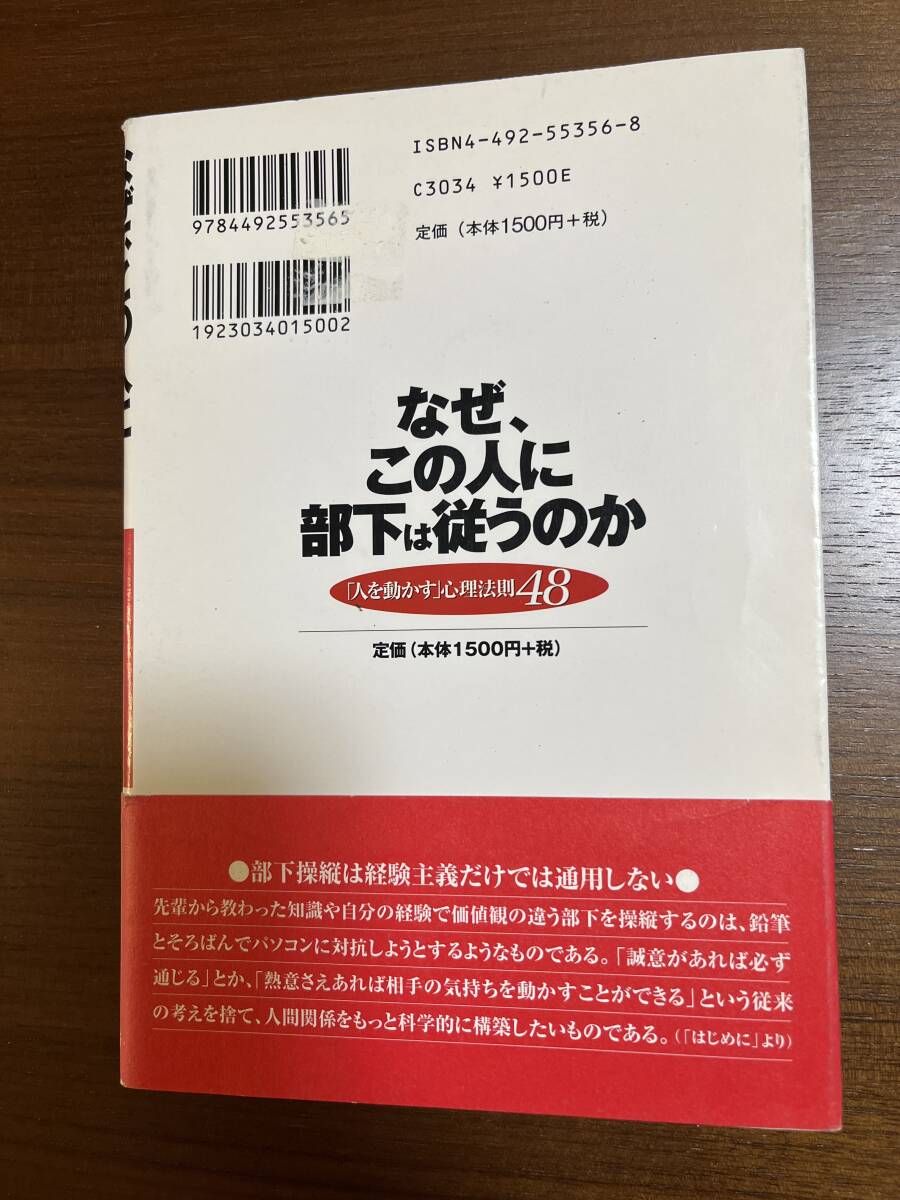 ISBN4-492-55356-8
C3034 ¥1500E
定価（本体1500円＋税）
9784492553565
1923034015002
なぜ、
この人に
部下は従うのか
「人を動かす」心理法則48
定価（本体1500円＋税）
●部下操縦は経験主義だけでは通用しない●
先輩から教わった知識や自分の経験で価値観の違う部下を操縦するのは、鉛筆
とそろばんでパソコンに対抗しようとするようなものである。「誠意があれば必ず
通じる」とか、「熱意さえあれば相手の気持ちを動かすことができる」という従来
の考えを捨て、人間関係をもっと科学的に構築したいものである。（「はじめに」より）